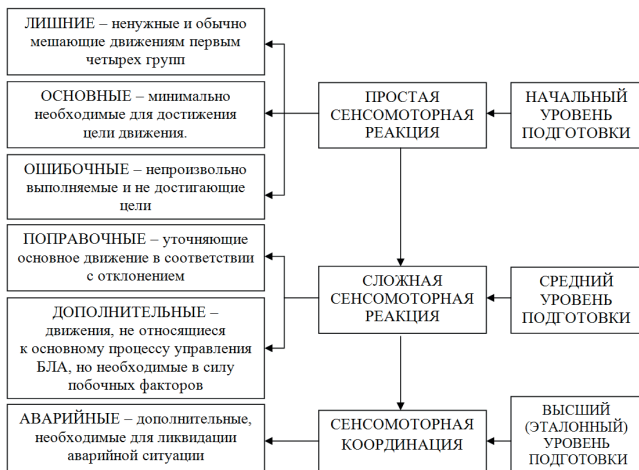 ЛИШНИЕ – ненужные и обычно
мешающие движениям первым
четырех групп
ОСНОВНЫЕ – минимально
необходимые для достижения
цели движения.
ОШИБОЧНЫЕ – непроизвольно
выполняемые и не достигающие
цели
ПРОСТАЯ
СЕНСОМОТОРНАЯ
РЕАКЦИЯ
НАЧАЛЬНЫЙ
УРОВЕНЬ
ПОДГОТОВКИ
ПОПРАВОЧНЫЕ – уточняющие
основное движение в соответствии
с отклонением
ДОПОЛНИТЕЛЬНЫЕ –
движения, не относящиеся
к основному процессу управления
БЛА, но необходимые в силу
побочных факторов
СЛОЖНАЯ
СЕНСОМОТОРНАЯ
РЕАКЦИЯ
СРЕДНИЙ
УРОВЕНЬ
ПОДГОТОВКИ
АВАРИЙНЫЕ – дополнительные,
необходимые для ликвидации
аварийной ситуации
СЕНСОМОТОРНАЯ
КООРДИНАЦИЯ
ВЫСШИЙ
(ЭТАЛОННЫЙ)
УРОВЕНЬ
ПОДГОТОВКИ